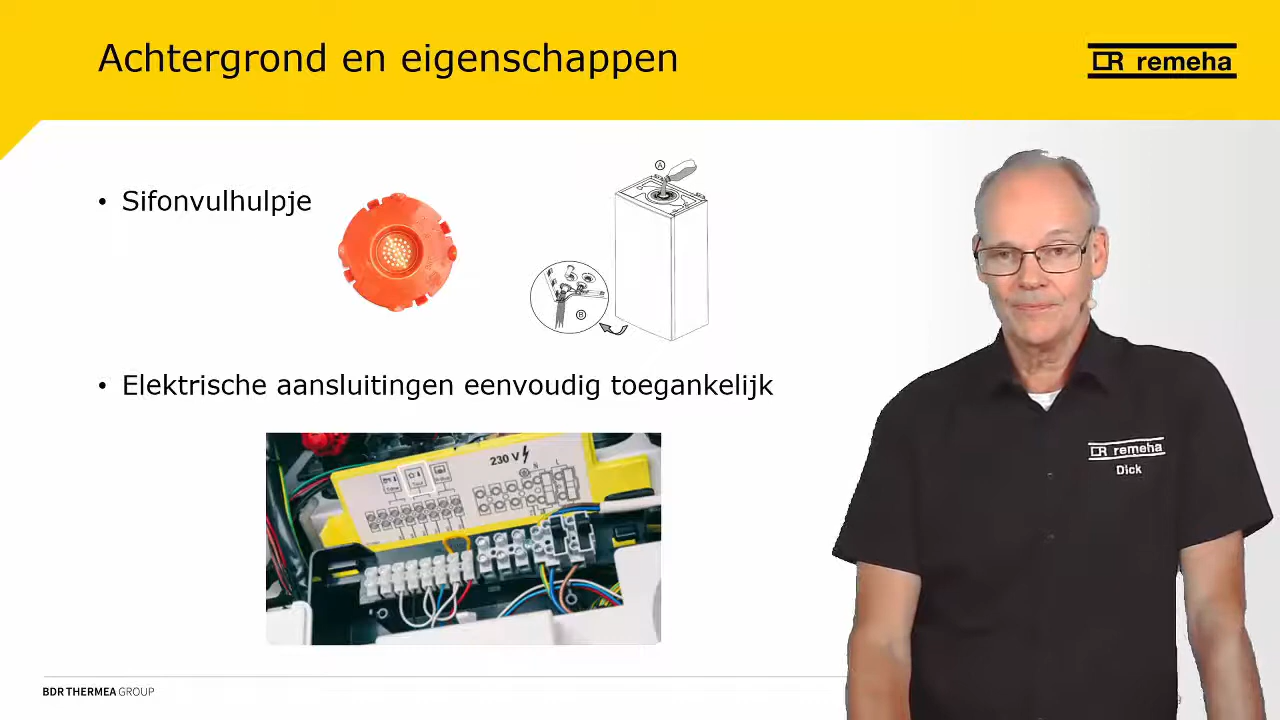 Achtergrond en eigenschappen
remeha
• Sifonvulhulpje
A
B
• Elektrische aansluitingen eenvoudig toegankelijk
230 V
N L
remeha
Dick
BDR THERMEA GROUP